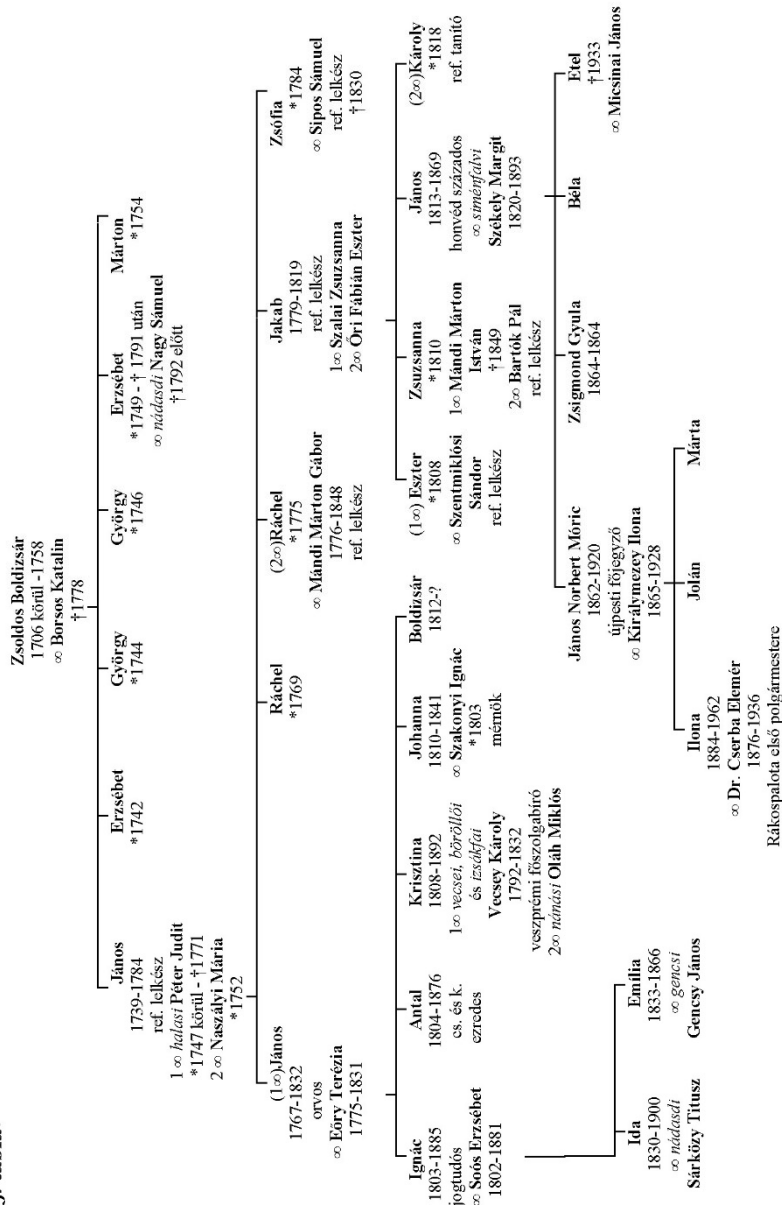 5. tábla
Zsoldos Boldizsár
1706 körül -1758
∞ Borsos Katalin
†1778
János
1739-1784
ref. lelkész
1 ∞ halasi Péter Judit
*1747 körül - †1771
2 ∞ Naszályi Mária
*1752
Erzsébet
*1742
György
*1744
György
*1746
Erzsébet
*1749 - † 1791 után
∞ nádasdi Nagy Sámuel
†1792 előtt
Márton
*1754
(1∞)János
1767-1832
orvos
∞ Eőry Terézia
1775-1831
Ráchel
*1769
(2∞)Ráchel
*1775
∞ Mándi Márton Gábor
1776-1848
ref. lelkész
Jakab
1779-1819
ref. lelkész
1∞ Szalai Zsuzsanna
2∞ Őri Fábián Eszter
Zsófia
*1784
∞ Sipos Sámuel
ref. lelkész
†1830
Ignác
1803-1885
jogtudós
∞ Soós Erzsébet
1802-1881
Antal
1804-1876
cs. és k.
ezredes
Krisztina
1808-1892
1∞ vecsei, böröllői
és izsákfai
Vecsey Károly
1792-1832
veszprémi főszolgabíró
2∞ nánási Oláh Miklós
Johanna
1810-1841
∞ Szakonyi Ignác
*1803
mérnök
Boldizsár
1812-?
(1∞) Eszter
*1808
∞ Szentmiklósi
Sándor
ref. lelkész
Zsuzsanna
*1810
1∞ Mándi Márton
István
†1849
2∞ Bartók Pál
ref. lelkész
János
1813-1869
honvéd százados
∞ siménfalvi
Székely Margit
1820-1893
(2∞)Károly
*1818
ref. tanító
Ida
1830-1900
∞ nádasdi
Sárközy Titusz
Emília
1833-1866
∞ gencsi
Gencsy János
János Norbert Móric
1862-1920
újpesti főjegyző
∞ Királymezey Ilona
1865-1928
Zsigmond Gyula
1864-1864
Béla
Etel
†1933
∞ Micsinai János
Ilona
1884-1962
∞ Dr. Cserba Elemér
1876-1936
Rákospalota első polgármestere
Jolán
Márta